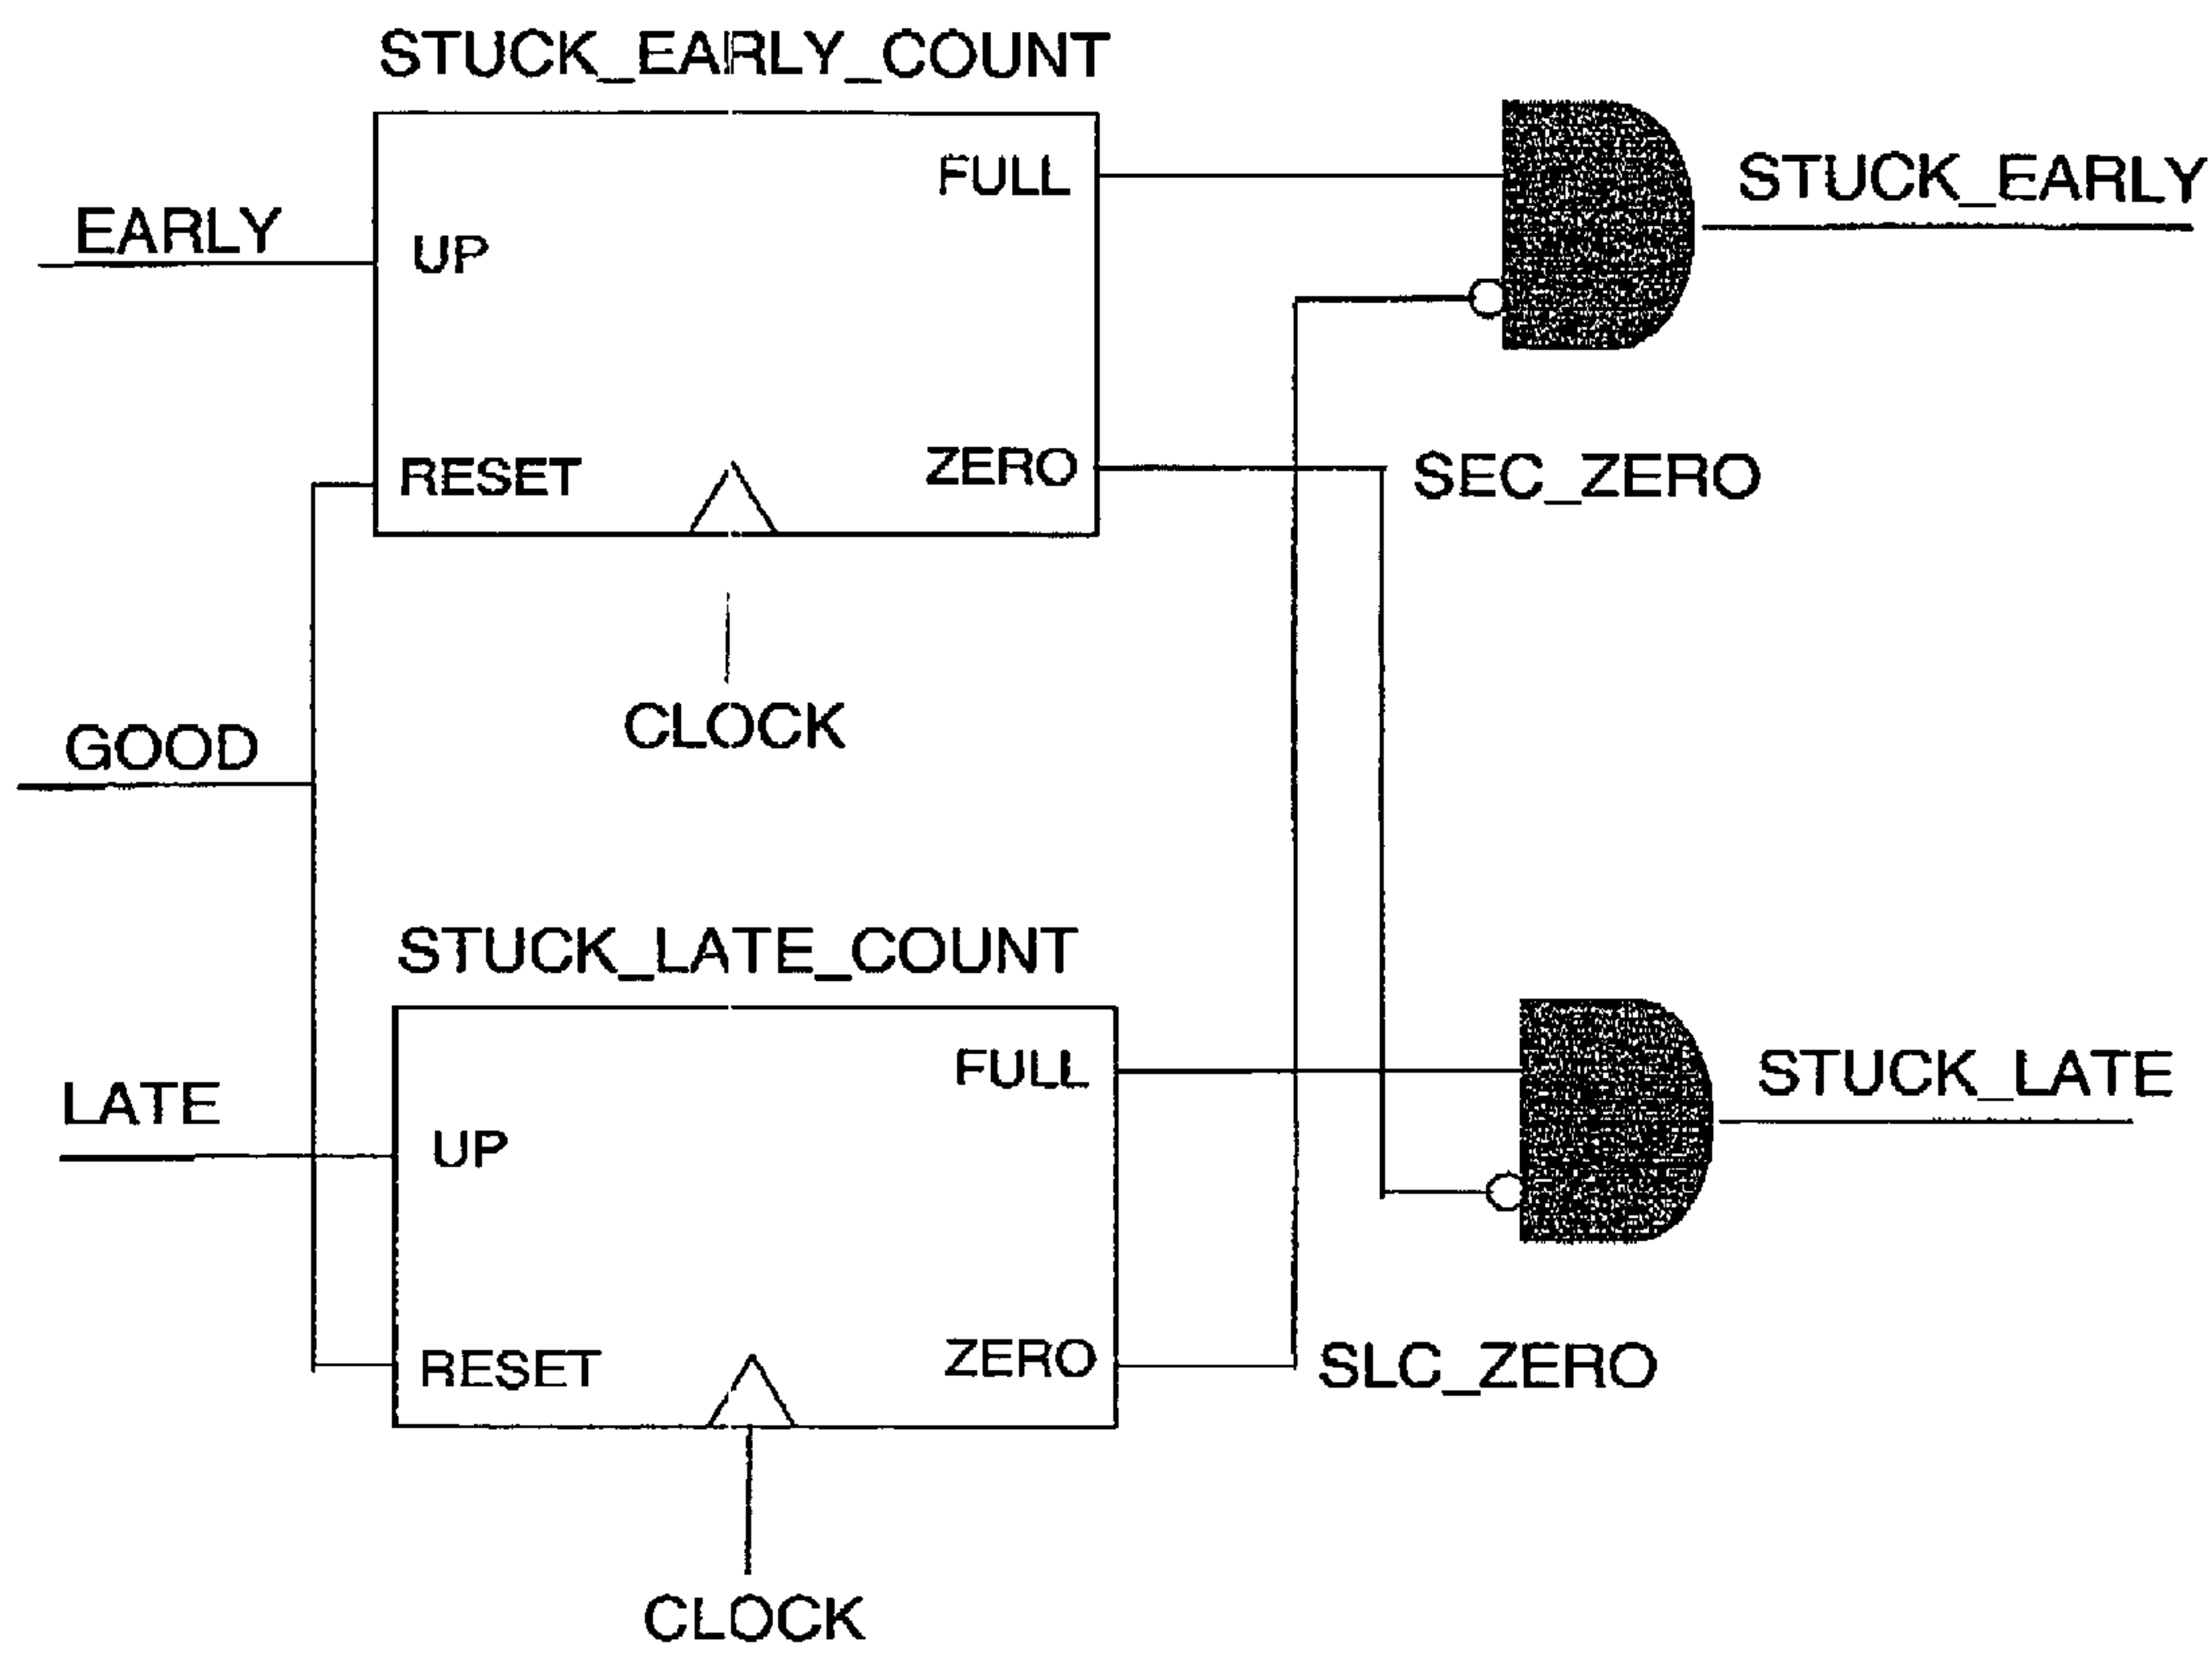 STUCK_EARLY_COUNT
FULL
STUCK_EARLY
EARLY
UP
RESET
ZERO
SEC_ZERO
CLOCK
GOOD
STUCK_LATE_COUNT
FULL
STUCK_LATE
LATE
UP
RESET
ZERO
SLC_ZERO
CLOCK